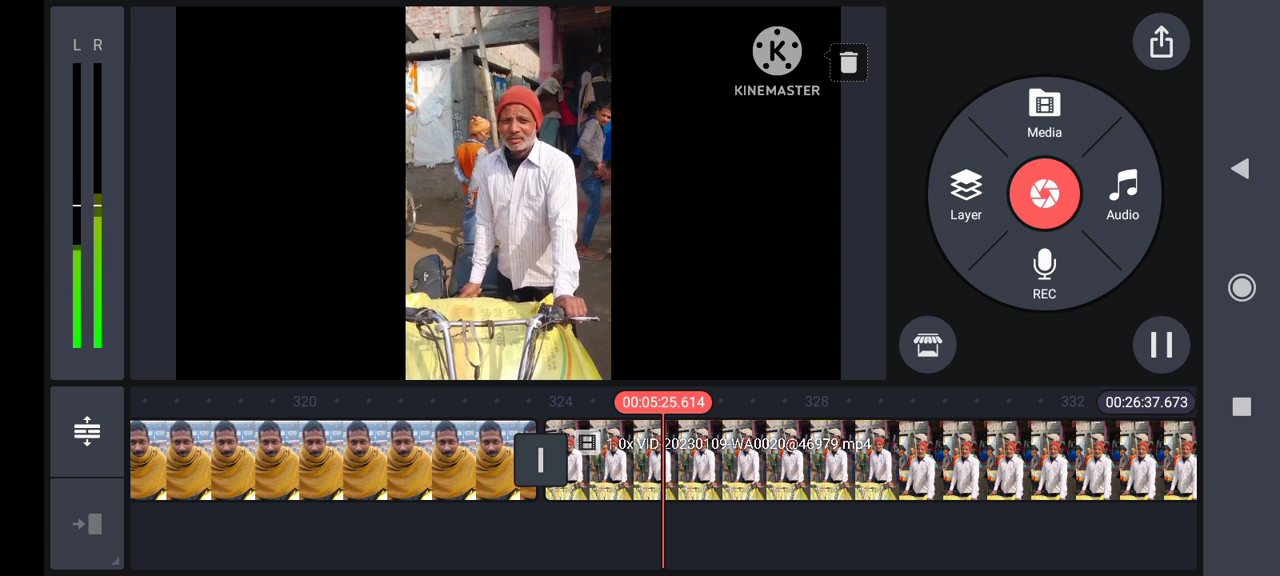 L R
K
KINEMASTER
Media
Layer
Audio
REC
320
324
00:05:25.614
328
332
00:26:37.673
1.0x VID-20230109-WA0020@46979.mp4